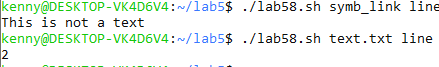 kenny@DESKTOP-VK4D6V4:~/lab5$ ./lab58.sh symb_link line
This is not a text
kenny@DESKTOP-VK4D6V4:~/lab5$ ./lab58.sh text.txt line
2